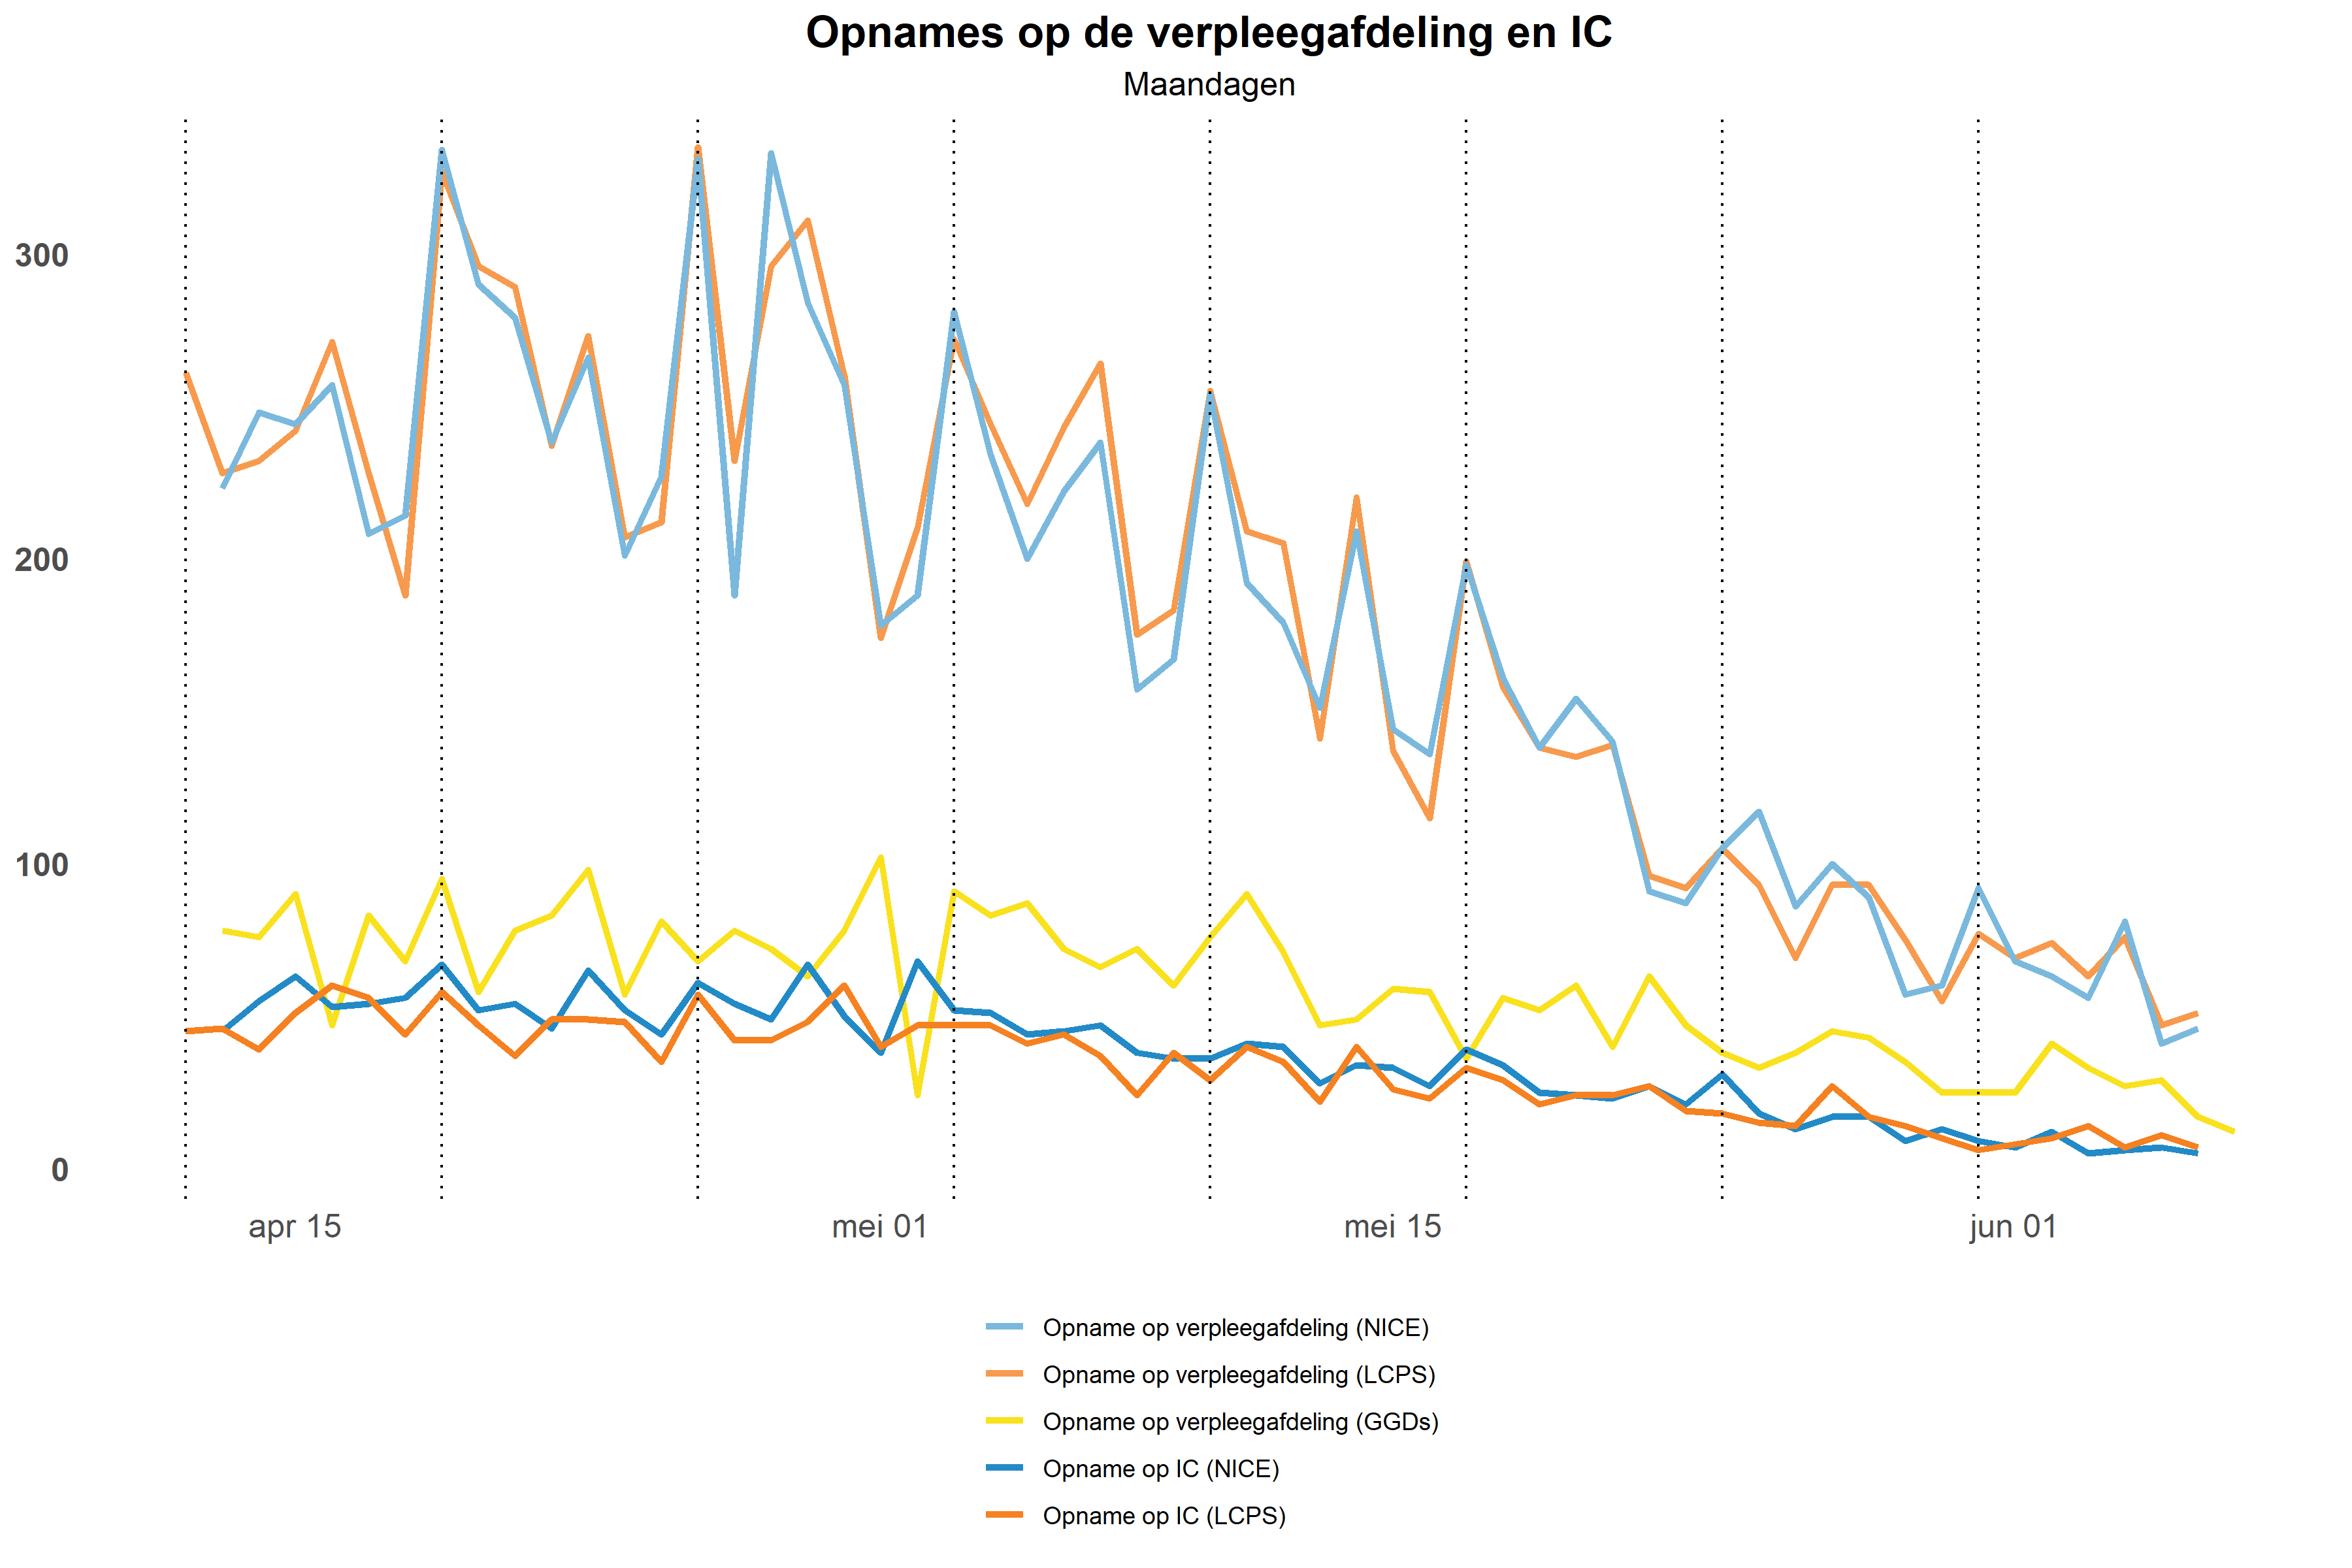 Opnames op de verpleegafdeling en IC
Maandagen
300
200
100
0
apr 15
mei 01
mei 15
jun 01
Opname op verpleegafdeling (NICE)
Opname op verpleegafdeling (LCPS)
Opname op verpleegafdeling (GGDs)
Opname op IC (NICE)
Opname op IC (LCPS)